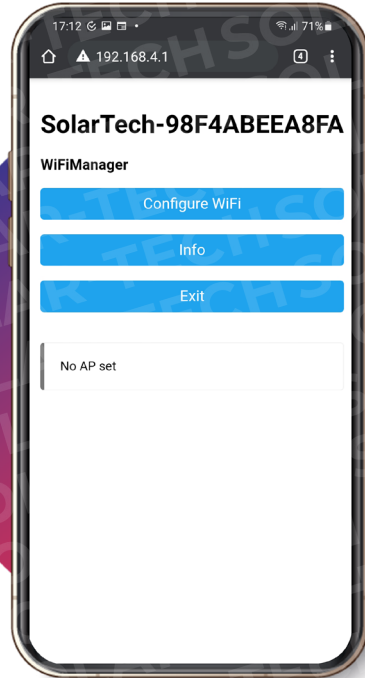 17:12 71%
192.168.4.1 4
SolarTech-98F4ABEEA8FA
WiFiManager
Configure WiFi
Info
Exit
No AP set